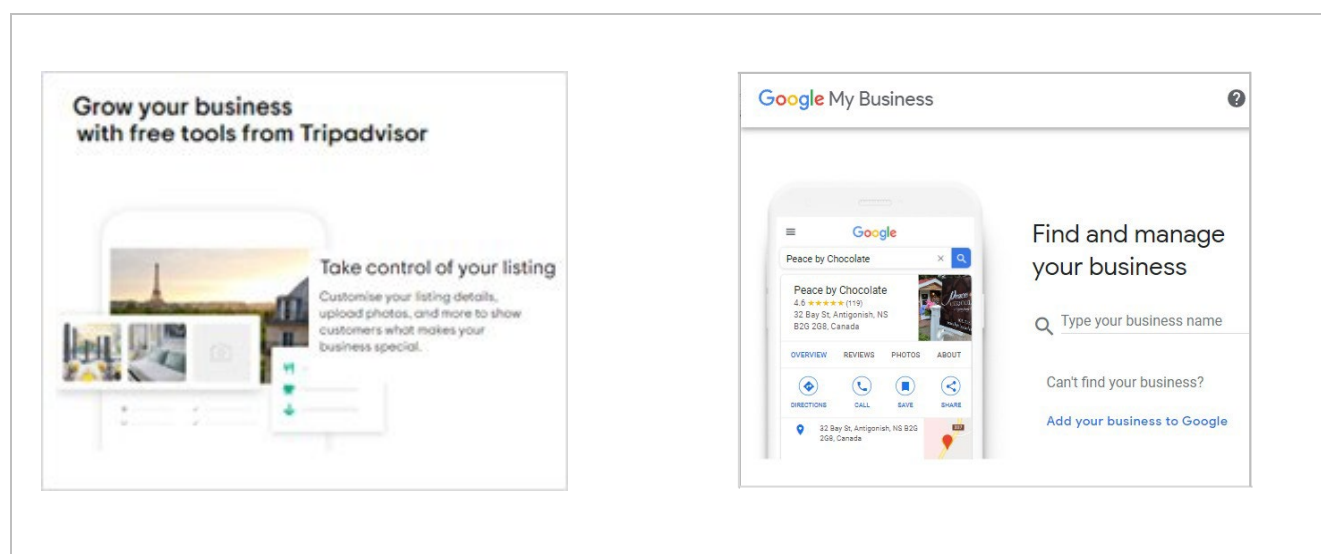 Grow your business
with free tools from Tripadvisor
Take control of your listing
Customise your listing details,
upload photos, and more to show
customers what makes your
business special.
Google My Business
?
Google
Peace by Chocolate
Peace by Chocolate
4.6 ★★★★★ (119)
32 Bay St, Antigonish, NS
B2G 2G8, Canada
OVERVIEW REVIEWS PHOTOS ABOUT
DIRECTIONS CALL SAVE SHARE
32 Bay St, Antigonish, NS B2G
2G8, Canada
Find and manage
your business
Type your business name
Can't find your business?
Add your business to Google